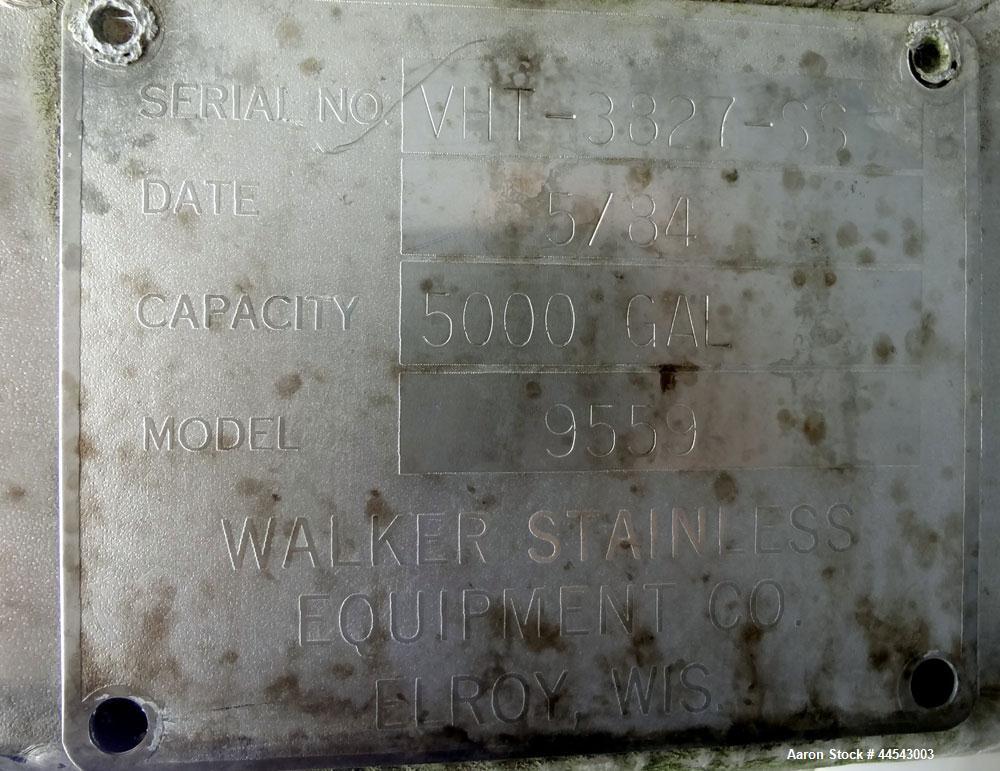 SERIAL NO. VHT-3827-SS
DATE 5/84
CAPACITY 5000 GAL
MODEL 9559
WALKER STAINLESS
EQUIPMENT CO.
ELROY, WIS.
Aaron Stock # 44543003